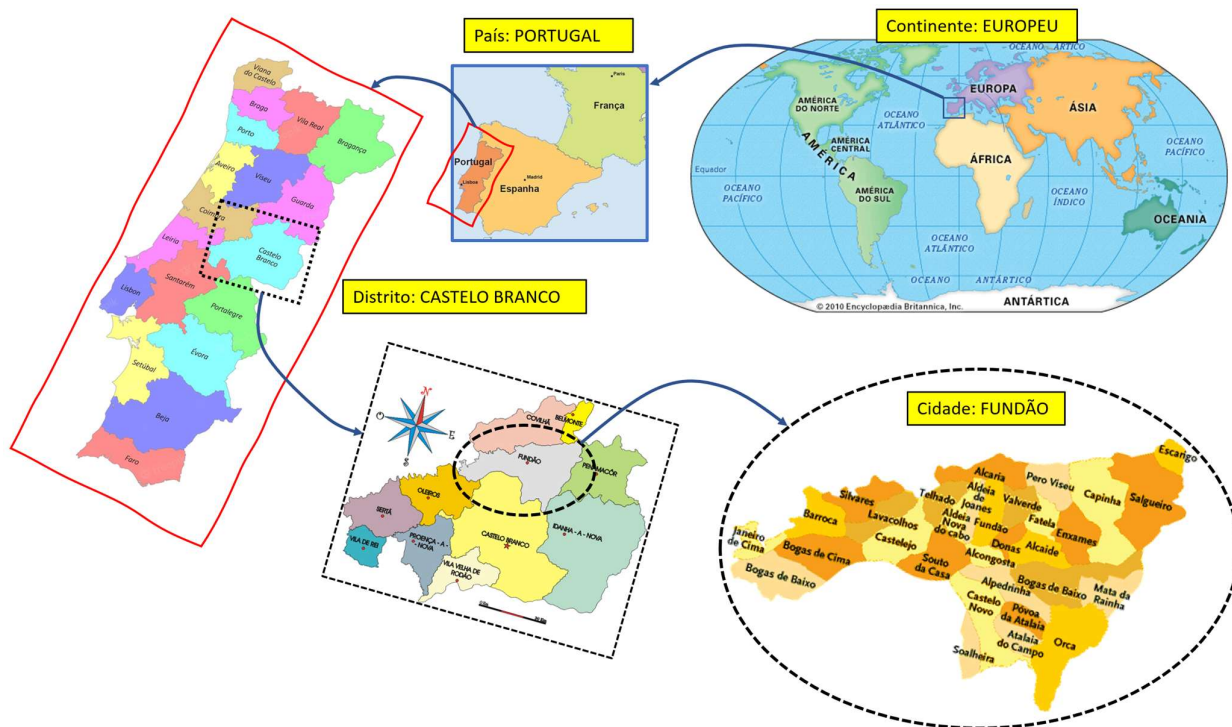 País: PORTUGAL
Continente: EUROPEU
Viana
do Castelo
Braga
Vila Real
Bragança
Porto
Aveiro
Viseu
Guarda
Coimbra
Leiria
Castelo
Branco
Santarém
Lisbon
Portalegre
Évora
Setúbal
Beja
Faro
Paris
França
Portugal
Lisboa
Madrid
Espanha
OCEANO ÁRTICO
AMÉRICA
DO NORTE
EUROPA
ÁSIA
OCEANO
ATLÂNTICO
AMÉRICA
CENTRAL
AMÉRICA
ÁFRICA
OCEANO
PACÍFICO
Equador
OCEANO
PACÍFICO
AMÉRICA
DO SUL
OCEANO
ÍNDICO
OCEANIA
OCEANO
ATLÂNTICO
OCEANO ANTÁRTICO
ANTÁRTICA
© 2010 Encyclopædia Britannica, Inc.
Distrito: CASTELO BRANCO
N
O
E
S
COVILHÃ
BELMONTE
FUNDÃO
PENAMACÔR
OLEIROS
SERTÃ
VILA DE REI
PROENÇA - A
- NOVA
CASTELO BRANCO
IDANHA - A - NOVA
VILA VELHA DE
RODÃO
Cidade: FUNDÃO
Escarigo
Alcaria
Pero Viseu
Capinha
Salgueiro
Silvares
Telhado
Aldeia
de
Joanes
Valverde
Barroca
Lavacolhos
Aldeia
Nova
do cabo
Fundão
Fatela
Enxames
Janeiro
de Cima
Bogas de Cima
Castelejo
Souto
da Casa
Donas
Alcongosta
Alcaide
Bogas de Baixo
Alpedrinha
Bogas de Baixo
Mata da
Rainha
Castelo
Novo
Póvoa
da Atalaia
Atalaia
do Campo
Orca
Soalheira